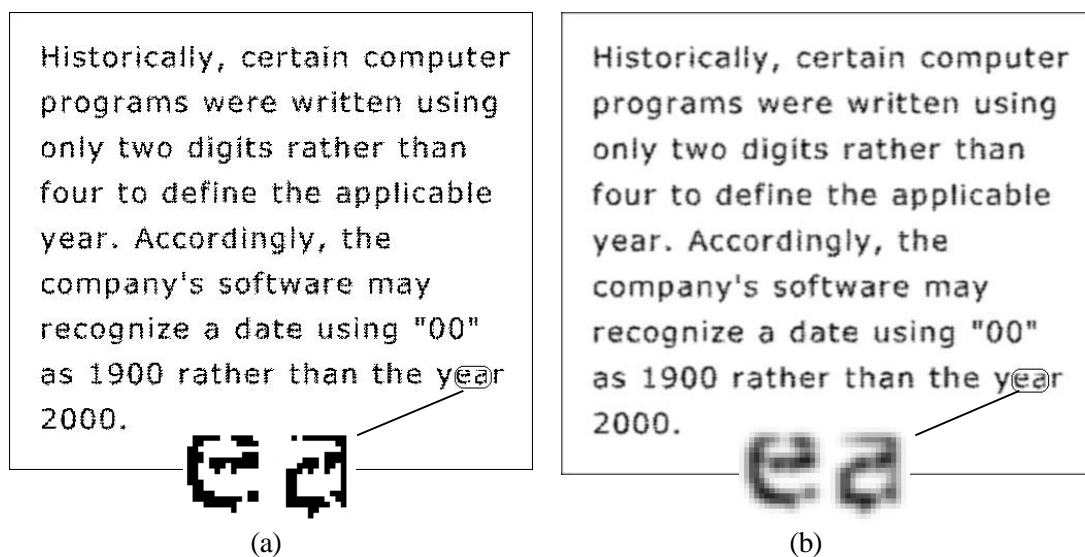 Historically, certain computer
programs were written using
only two digits rather than
four to define the applicable
year. Accordingly, the
company's software may
recognize a date using "00"
as 1900 rather than the year
2000.
ea
(a)
Historically, certain computer
programs were written using
only two digits rather than
four to define the applicable
year. Accordingly, the
company's software may
recognize a date using "00"
as 1900 rather than the year
2000.
ea
(b)